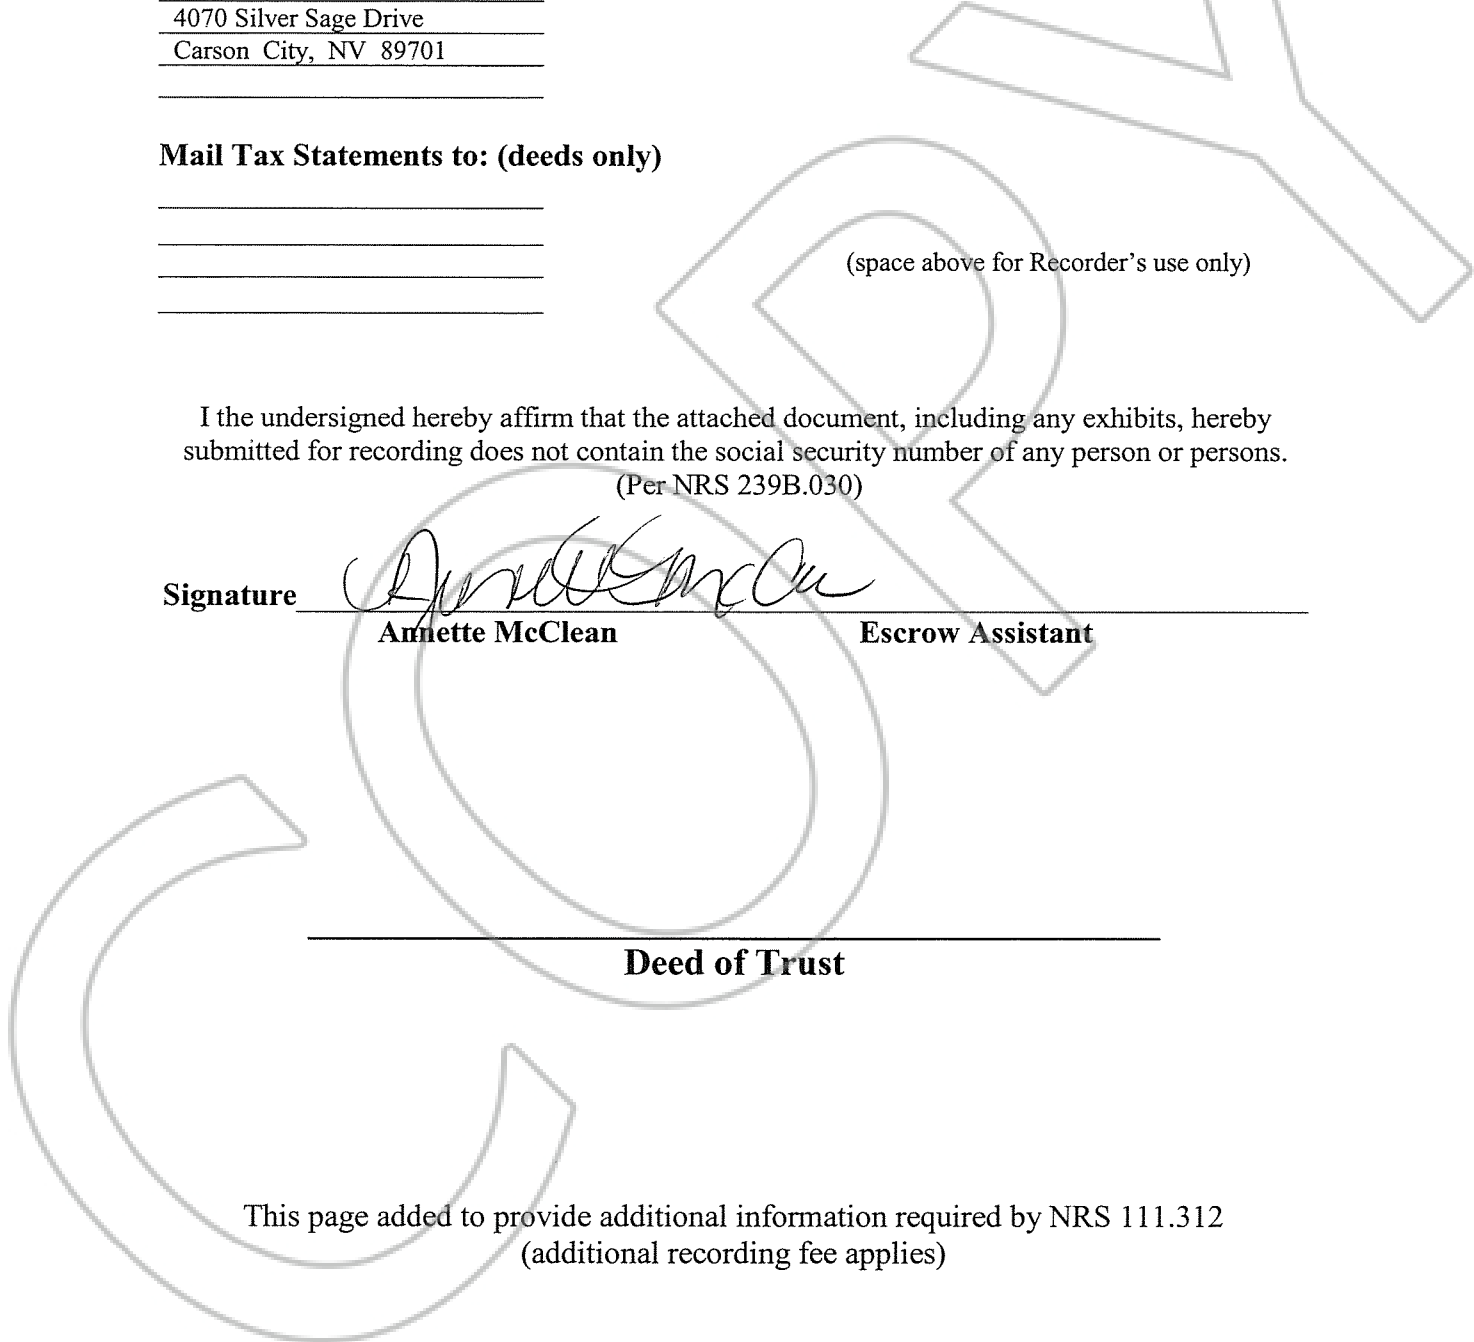 4070 Silver Sage Drive
Carson City, NV 89701
Mail Tax Statements to: (deeds only)
(space above for Recorder's use only)
I the undersigned hereby affirm that the attached document, including any exhibits, hereby
submitted for recording does not contain the social security number of any person or persons.
(Per NRS 239B.030)
Signature
Annette McClean Escrow Assistant
Deed of Trust
This page added to provide additional information required by NRS 111.312
(additional recording fee applies)
COPY